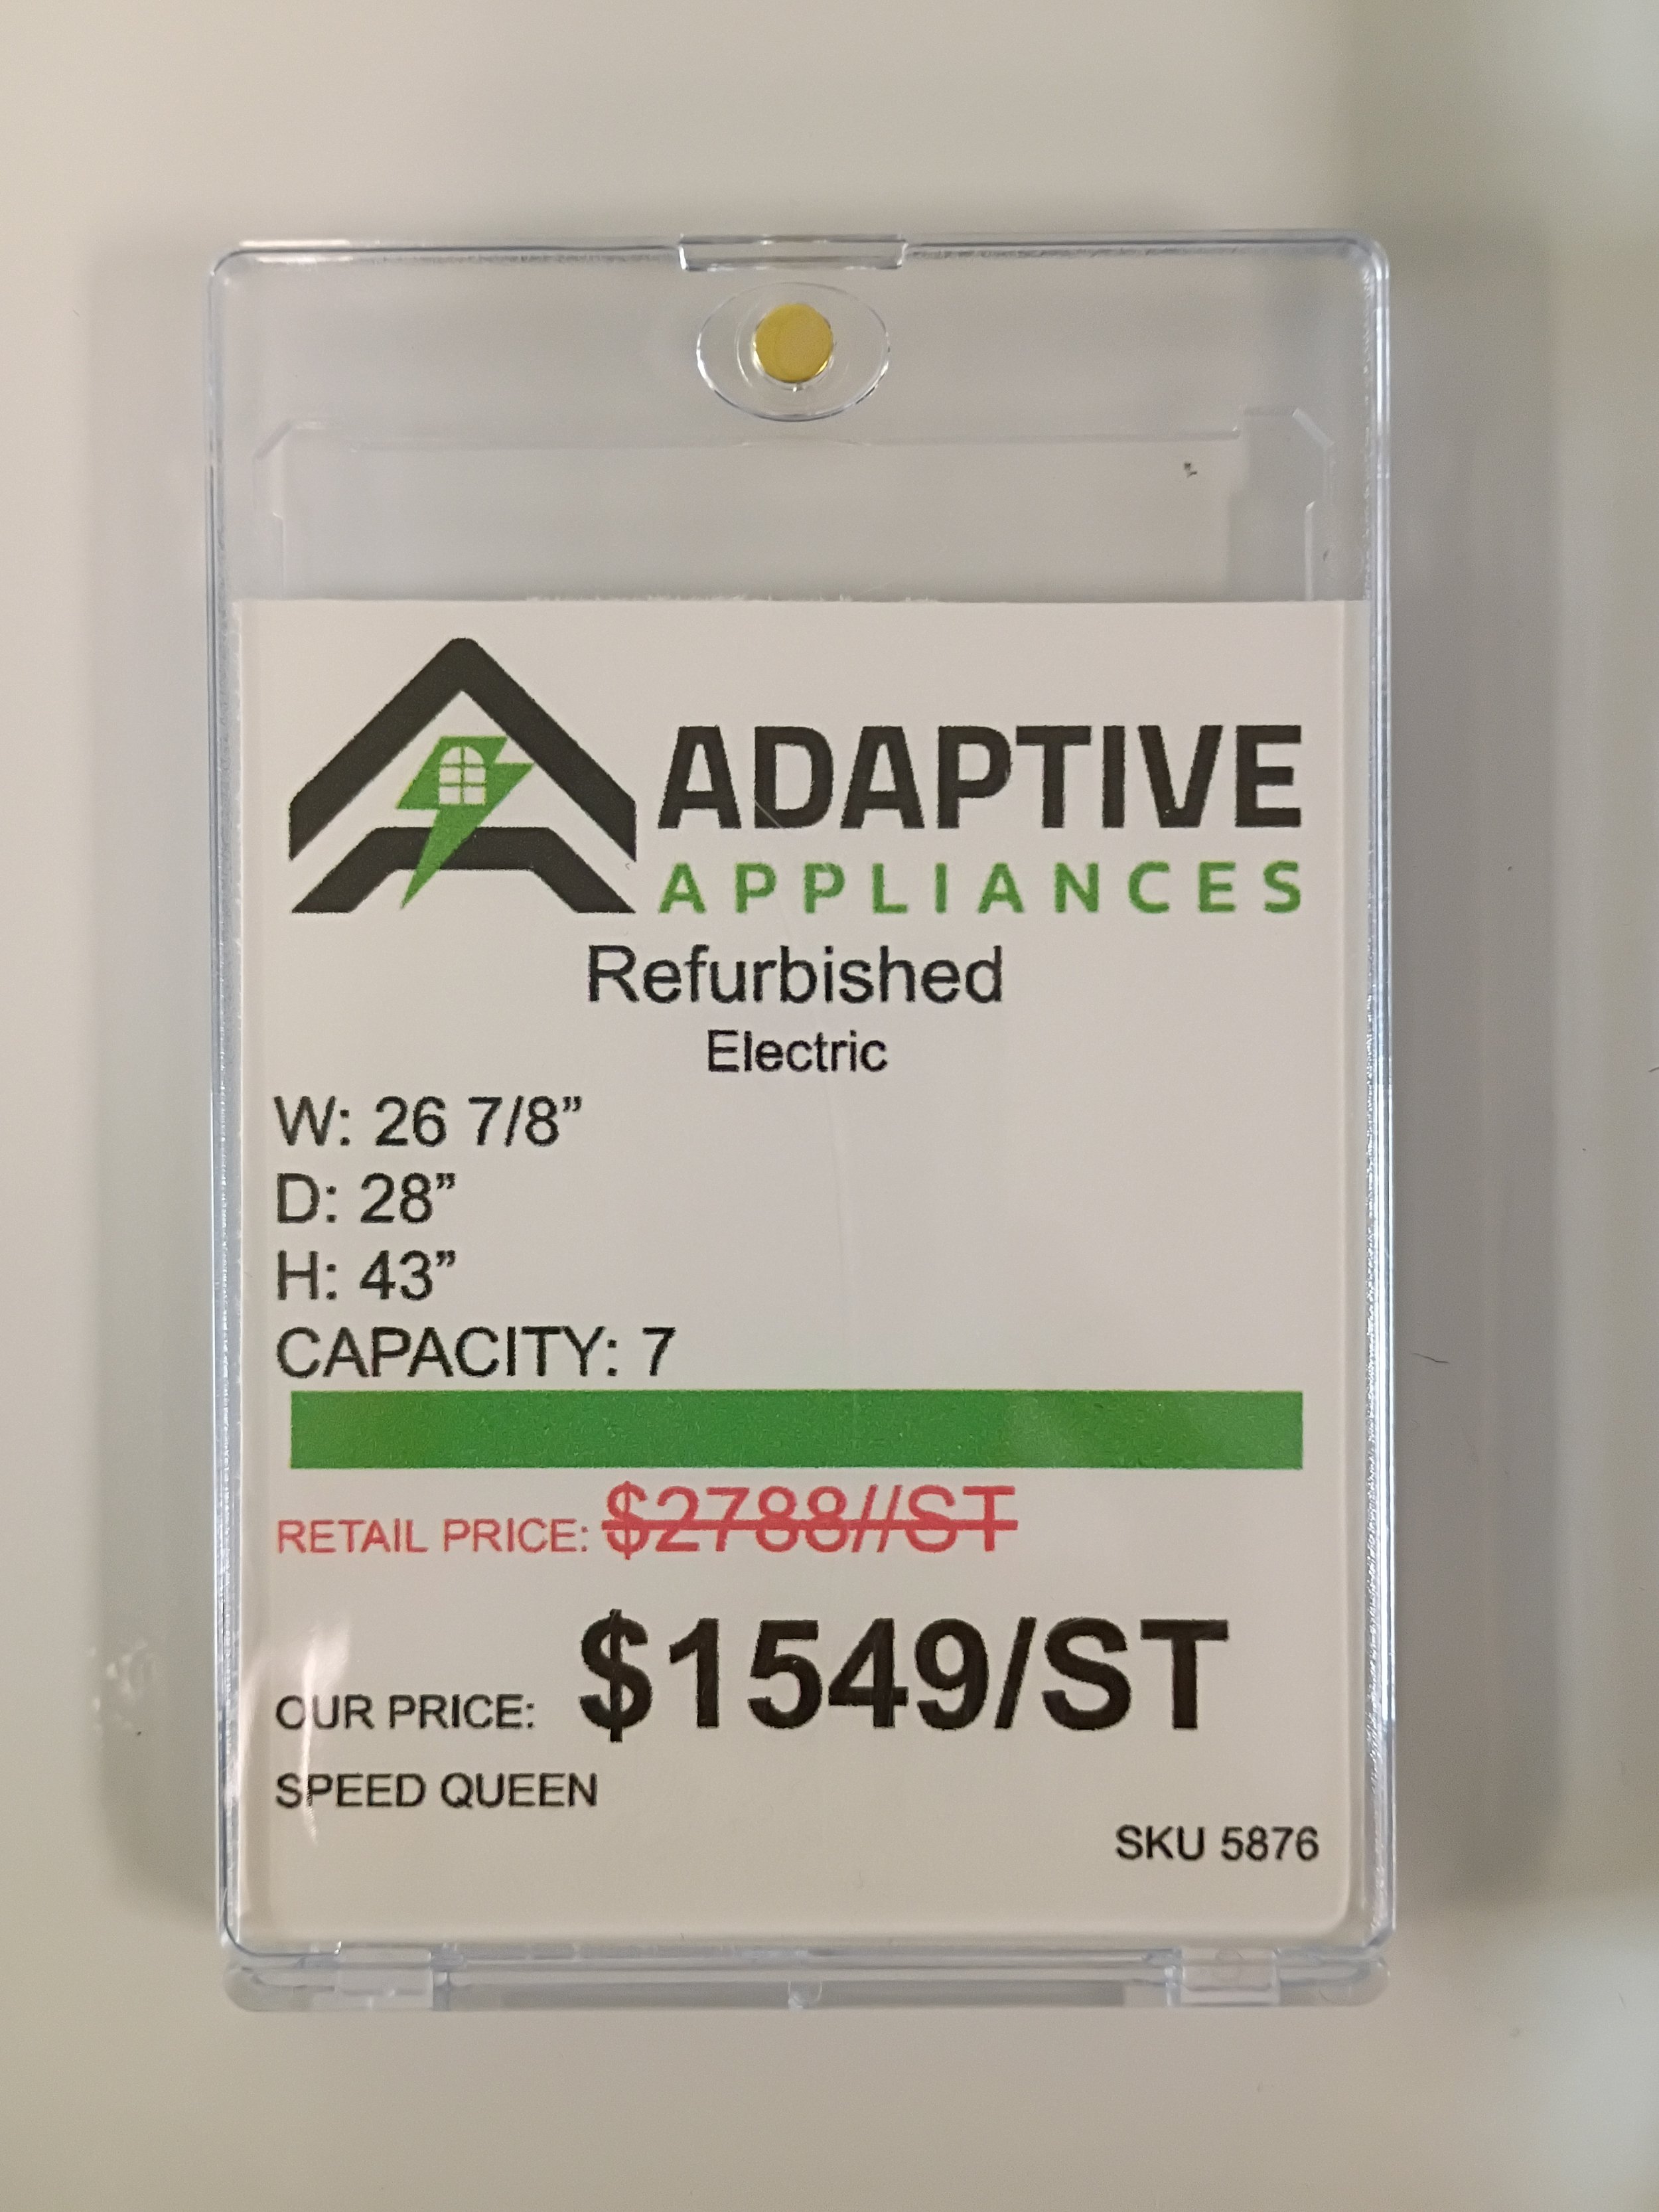 ADAPTIVE
APPLIANCES
Refurbished
Electric
W: 26 7/8”
D: 28”
H: 43”
CAPACITY: 7
RETAIL PRICE: $2788//ST
OUR PRICE: $1549/ST
SPEED QUEEN
SKU 5876